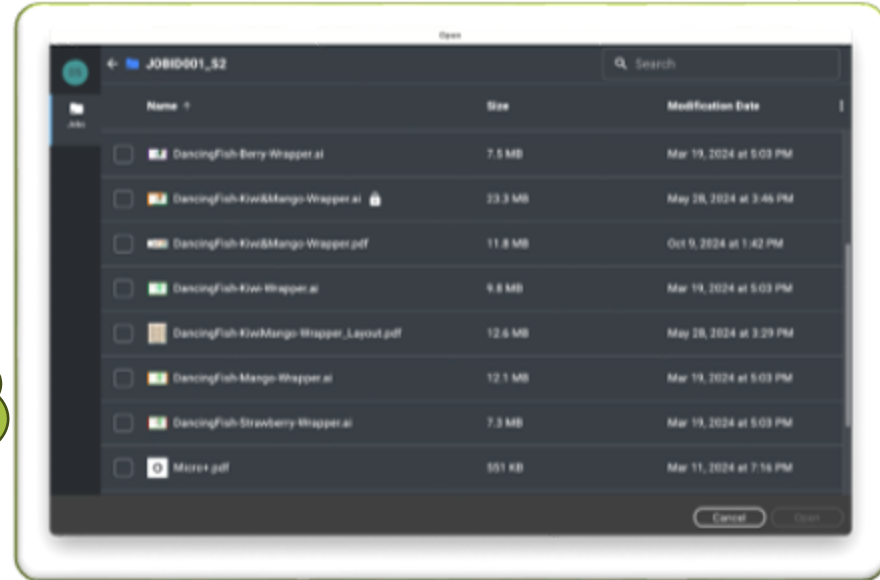 Open
DS
JOBID001_S2
Search
Jobs
Name ↑ Size Modification Date
DancingFish-Berry-Wrapper.ai 7.5 MB Mar 19, 2024 at 5:03 PM
DancingFish-Kiwi&Mango-Wrapper.ai 23.3 MB May 28, 2024 at 3:46 PM
DancingFish-Kiwi&Mango-Wrapper.pdf 11.8 MB Oct 9, 2024 at 1:42 PM
DancingFish-Kiwi-Wrapper.ai 9.8 MB Mar 19, 2024 at 5:03 PM
DancingFish-KiwiMango-Wrapper_Layout.pdf 12.6 MB May 28, 2024 at 3:29 PM
DancingFish-Mango-Wrapper.ai 12.1 MB Mar 19, 2024 at 5:03 PM
DancingFish-Strawberry-Wrapper.ai 7.3 MB Mar 19, 2024 at 5:03 PM
Micro+.pdf 551 KB Mar 11, 2024 at 7:16 PM
Cancel Open